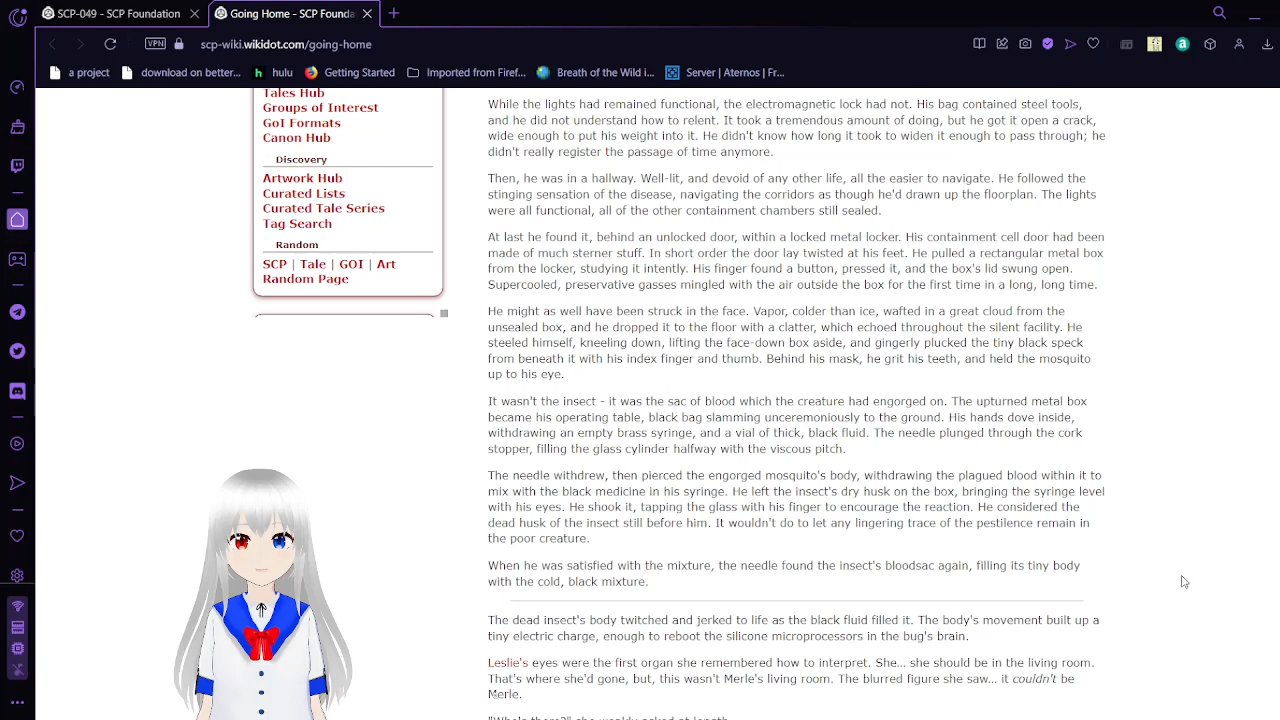 SCP-049 - SCP Foundation
Going Home - SCP Founda
VPN
scp-wiki.wikidot.com/going-home
a project
download on better...
hulu
Getting Started
Imported from Firef...
Breath of the Wild i...
Server | Aternos | Fr...
Tales Hub
Groups of Interest
GoI Formats
Canon Hub
Discovery
Artwork Hub
Curated Lists
Curated Tale Series
Tag Search
Random
SCP | Tale | GOI | Art
Random Page
While the lights had remained functional, the electromagnetic lock had not. His bag contained steel tools,
and he did not understand how to relent. It took a tremendous amount of doing, but he got it open a crack,
wide enough to put his weight into it. He didn't know how long it took to widen it enough to pass through; he
didn't really register the passage of time anymore.
Then, he was in a hallway. Well-lit, and devoid of any other life, all the easier to navigate. He followed the
stinging sensation of the disease, navigating the corridors as though he'd drawn up the floorplan. The lights
were all functional, all of the other containment chambers still sealed.
At last he found it, behind an unlocked door, within a locked metal locker. His containment cell door had been
made of much sterner stuff. In short order the door lay twisted at his feet. He pulled a rectangular metal box
from the locker, studying it intently. His finger found a button, pressed it, and the box's lid swung open.
Supercooled, preservative gasses mingled with the air outside the box for the first time in a long, long time.
He might as well have been struck in the face. Vapor, colder than ice, wafted in a great cloud from the
unsealed box, and he dropped it to the floor with a clatter, which echoed throughout the silent facility. He
steeled himself, kneeling down, lifting the face-down box aside, and gingerly plucked the tiny black speck
from beneath it with his index finger and thumb. Behind his mask, he grit his teeth, and held the mosquito
up to his eye.
It wasn't the insect - it was the sac of blood which the creature had engorged on. The upturned metal box
became his operating table, black bag slamming unceremoniously to the ground. His hands dove inside,
withdrawing an empty brass syringe, and a vial of thick, black fluid. The needle plunged through the cork
stopper, filling the glass cylinder halfway with the viscous pitch.
The needle withdrew, then pierced the engorged mosquito's body, withdrawing the plagued blood within it to
mix with the black medicine in his syringe. He left the insect's dry husk on the box, bringing the syringe level
with his eyes. He shook it, tapping the glass with his finger to encourage the reaction. He considered the
dead husk of the insect still before him. It wouldn't do to let any lingering trace of the pestilence remain in
the poor creature.
When he was satisfied with the mixture, the needle found the insect's bloodsac again, filling its tiny body
with the cold, black mixture.
The dead insect's body twitched and jerked to life as the black fluid filled it. The body's movement built up a
tiny electric charge, enough to reboot the silicone microprocessors in the bug's brain.
Leslie's eyes were the first organ she remembered how to interpret. She... she should be in the living room.
That's where she'd gone, but, this wasn't Merle's living room. The blurred figure she saw... it couldn't be
Merle.
"Who's there?" she weakly asked at length.